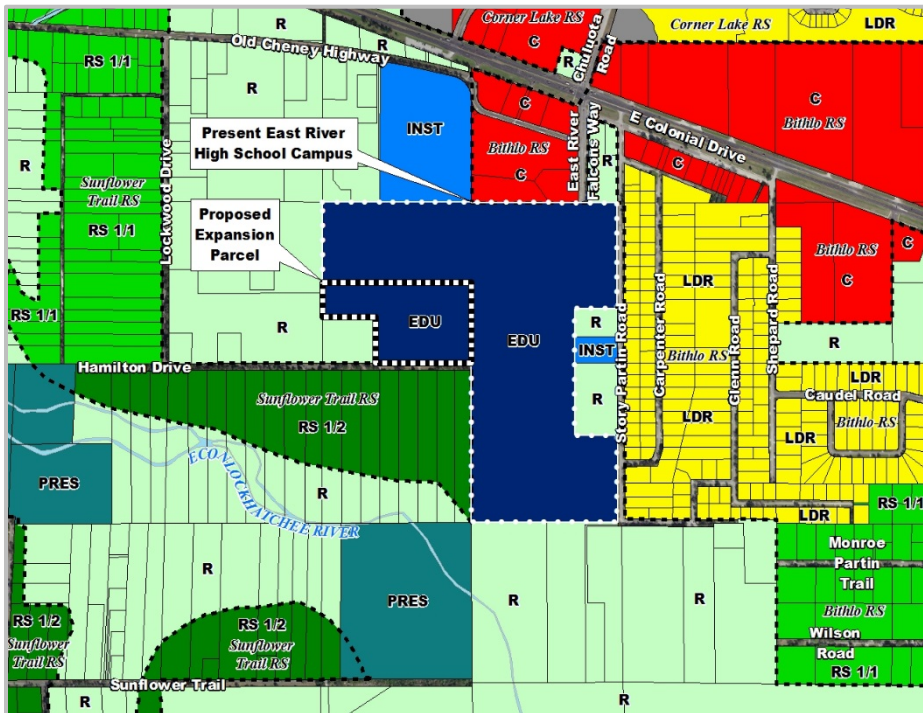 Corner Lake RS
Corner Lake RS
LDR
R
C
R
Chuluota
Road
Old Cheney Highway
RS 1/1
R
C
Bithlo RS
INST
E Colonial Drive
Present East River
High School Campus
Bithlo RS
C
East River
Falcons Way
R
C
R
Sunflower
Trail RS
Lockwood Drive
Proposed
Expansion
Parcel
RS 1/1
Bithlo RS
C
C
LDR
EDU
EDU
R
RS 1/1
R
INST
Story Partin Road
Carpenter Road
Glenn Road
Shepard Road
Bithlo RS
R
Hamilton Drive
LDR
Caudel Road
Sunflower Trail RS
R
RS 1/2
LDR
LDR
Bithlo RS
ECONLOCKHATCHEE RIVER
PRES
R
RS 1/1
LDR
Monroe
Partin
Trail
R
PRES
R
R
RS 1/2
Sunflower
Trail RS
RS 1/2
Sunflower
Trail RS
Bithlo RS
Wilson
Road
RS 1/1
Sunflower Trail
R
R